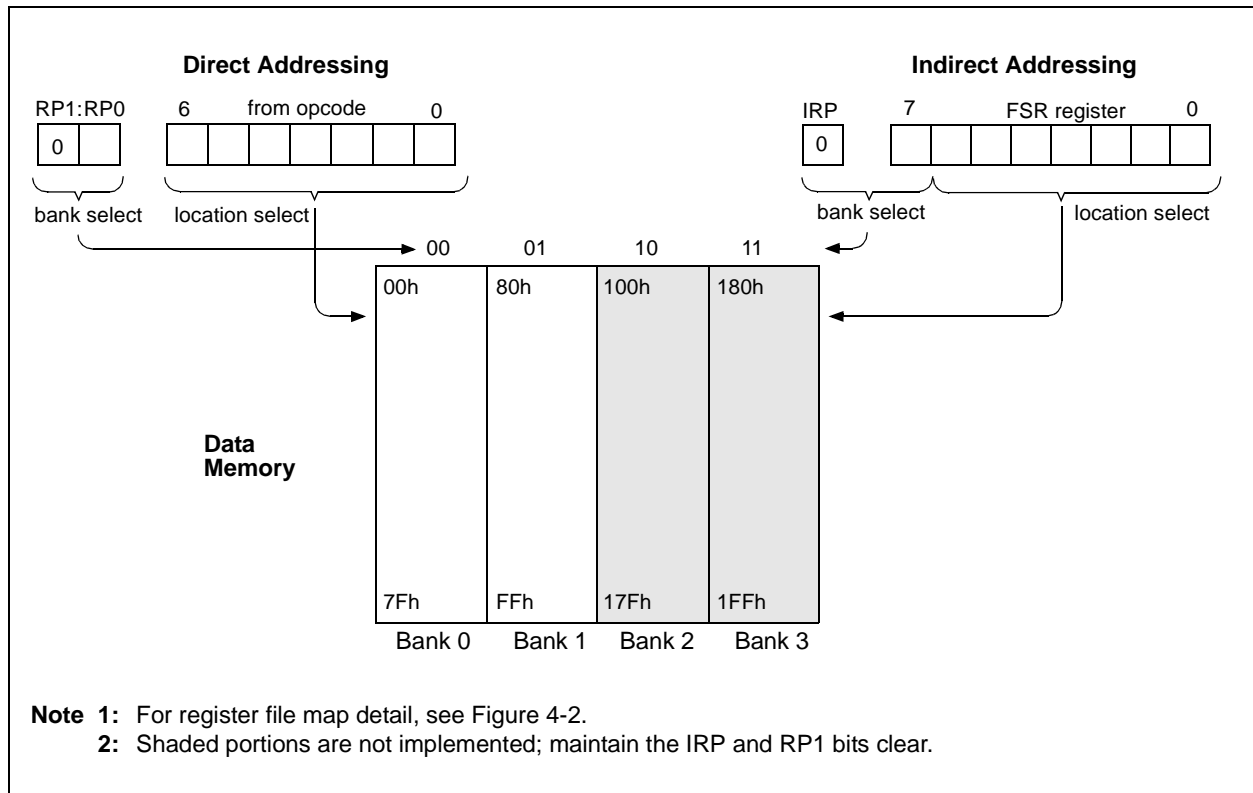 Direct Addressing
RP1:RP0 6 from opcode 0
0
bank select location select
Indirect Addressing
IRP 7 FSR register 0
0
bank select location select
00 01 10 11
00h 80h 100h 180h
Data
Memory
7Fh FFh 17Fh 1FFh
Bank 0 Bank 1 Bank 2 Bank 3
Note 1: For register file map detail, see Figure 4-2.
2: Shaded portions are not implemented; maintain the IRP and RP1 bits clear.